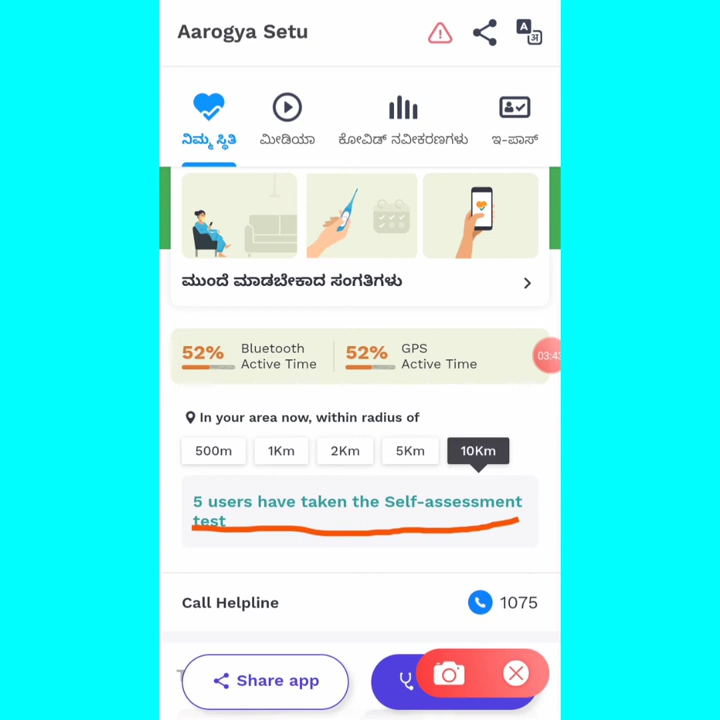 Aarogya Setu
ನಿಮ್ಮ ಸ್ಥಿತಿ ಮೀಡಿಯಾ ಕೋವಿಡ್ ನವೀಕರಣಗಳು ಇ-ಪಾಸ್
ಮುಂದೆ ಮಾಡಬೇಕಾದ ಸಂಗತಿಗಳು
52% Bluetooth Active Time
52% GPS Active Time
03:43
In your area now, within radius of
500m 1Km 2Km 5Km 10Km
5 users have taken the Self-assessment
test
Call Helpline 1075
Share app